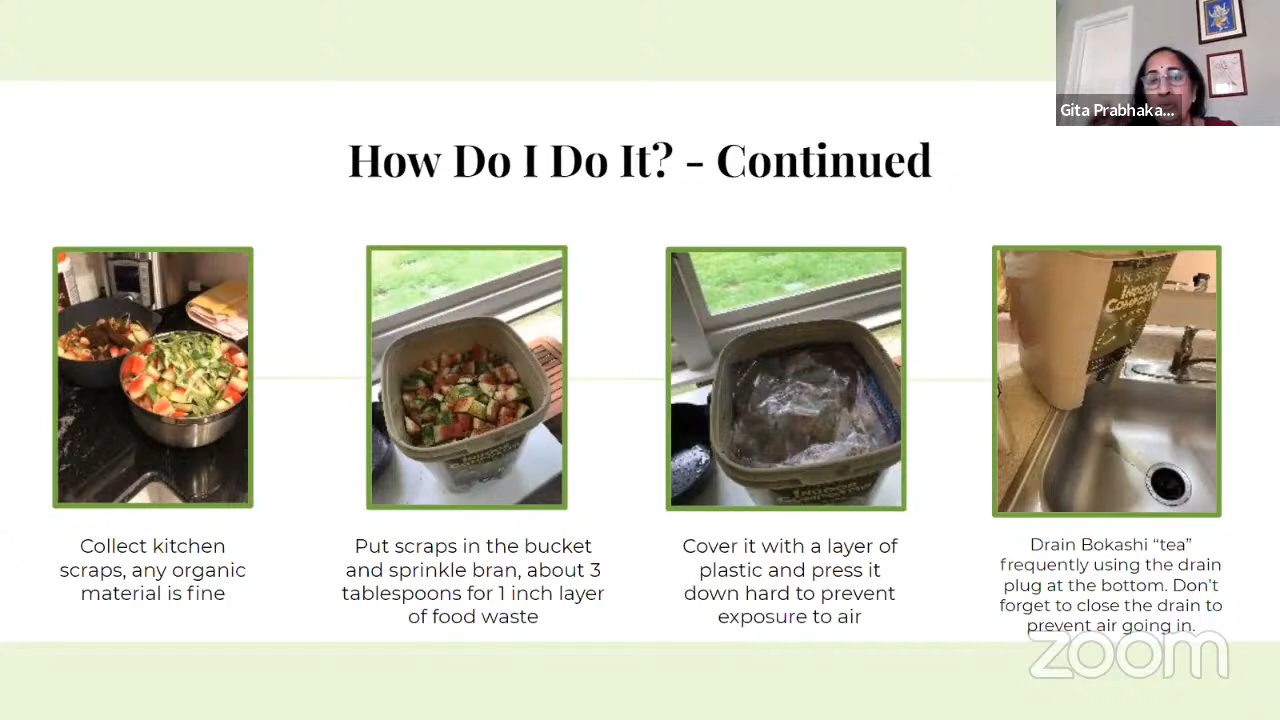 Gita Prabhaka...
How Do I Do It? - Continued
INDOOR
Collect kitchen
scraps, any organic
material is fine
Put scraps in the bucket
and sprinkle bran, about 3
tablespoons for 1 inch layer
of food waste
Cover it with a layer of
plastic and press it
down hard to prevent
exposure to air
Drain Bokashi “tea”
frequently using the drain
plug at the bottom. Don’t
forget to close the drain to
prevent air going in.
zoom